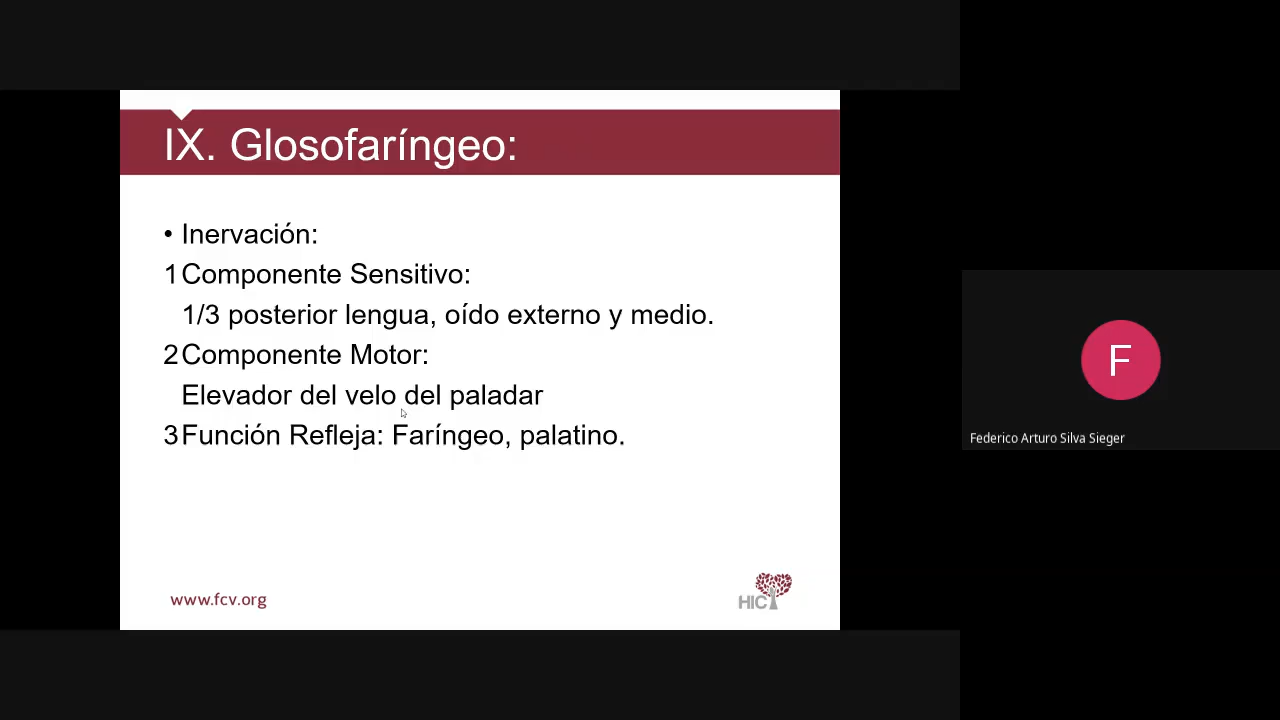 IX. Glosofaríngeo:
• Inervación:
1 Componente Sensitivo:
1/3 posterior lengua, oído externo y medio.
2 Componente Motor:
Elevador del velo del paladar
3 Función Refleja: Faríngeo, palatino.
www.fcv.org
HIC
F
Federico Arturo Silva Sieger